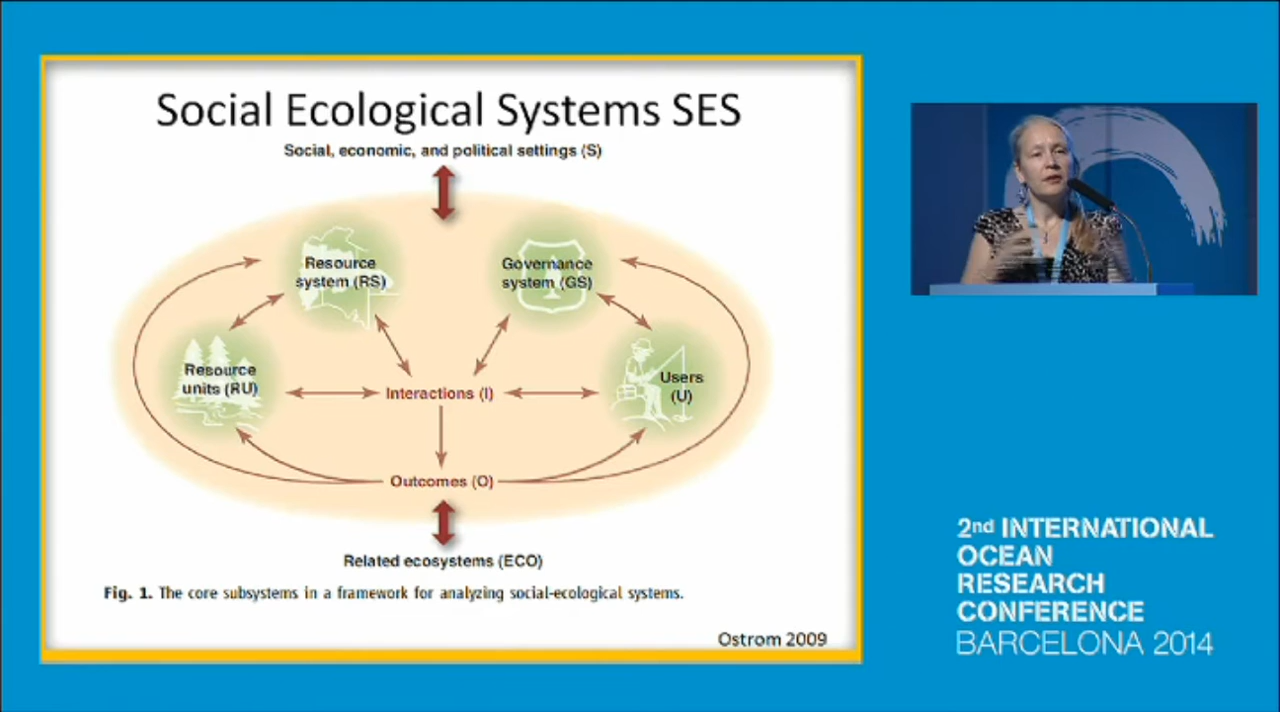 Social Ecological Systems SES
Social, economic, and political settings (S)
Resource
system (RS)
Governance
system (GS)
Resource
units (RU)
Interactions (I)
Users
(U)
Outcomes (O)
Related ecosystems (ECO)
Fig. 1. The core subsystems in a framework for analyzing social-ecological systems.
Ostrom 2009
2nd INTERNATIONAL
OCEAN
RESEARCH
CONFERENCE
BARCELONA 2014